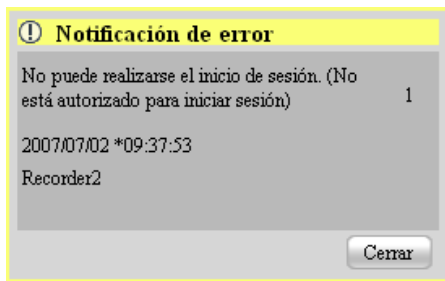 Notificación de error
No puede realizarse el inicio de sesión. (No
está autorizado para iniciar sesión)
1
2007/07/02 *09:37:53
Recorder2
Cerrar